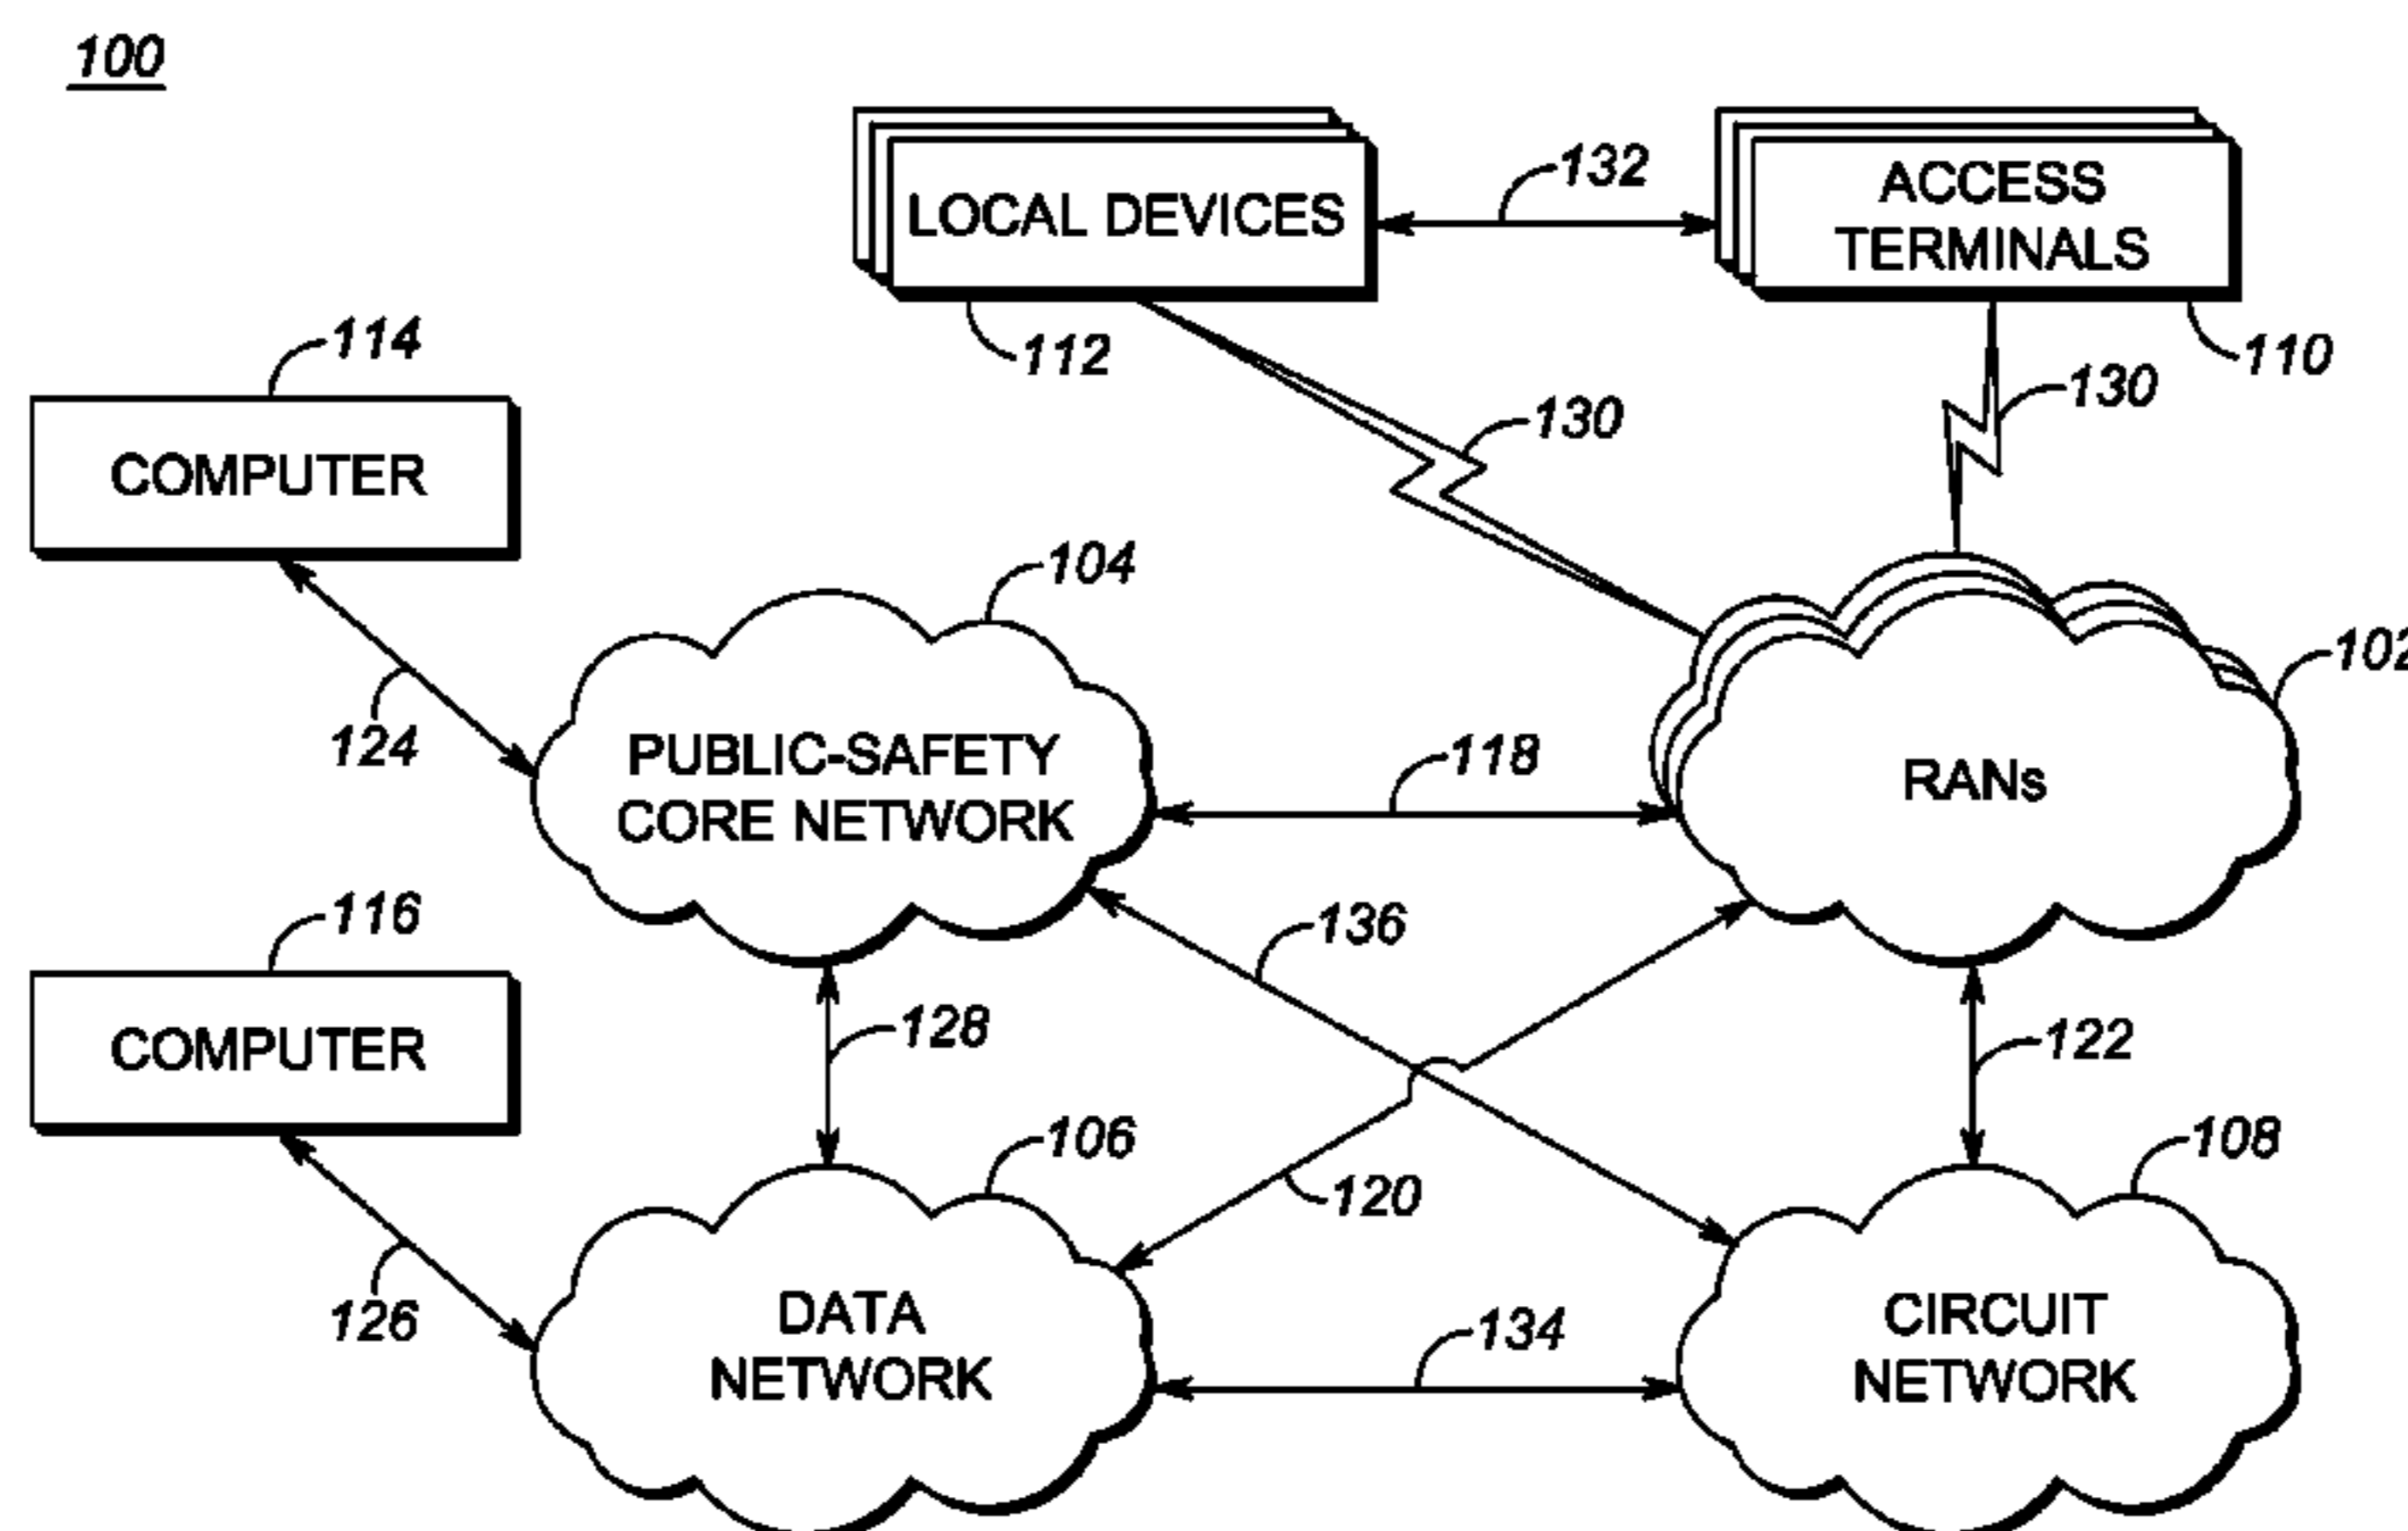 100
LOCAL DEVICES
132
ACCESS
TERMINALS
114
112
110
130
130
COMPUTER
104
102
124
PUBLIC-SAFETY
CORE NETWORK
118
RANs
116
136
COMPUTER
128
122
106
108
120
126
DATA
NETWORK
134
CIRCUIT
NETWORK